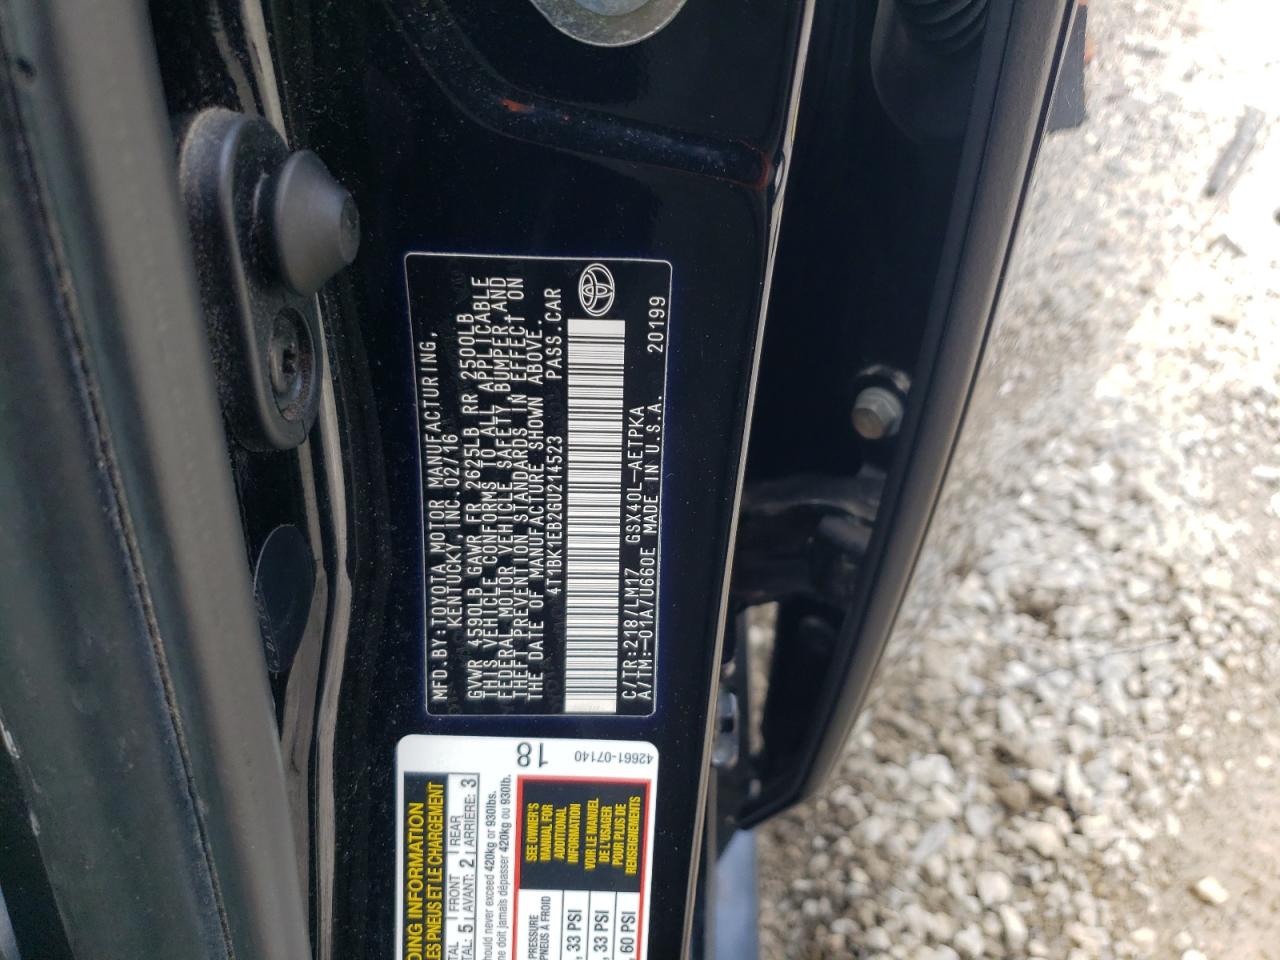 MFD.BY:TOYOTA MOTOR MANUFACTURING,
KENTUCKY,INC. 02/16
GVWR 4590LB GAWR FR 2625LB RR 2500LB
THIS VEHICLE CONFORMS TO ALL APPLICABLE
FEDERAL MOTOR VEHICLE SAFETY,BUMPER,AND
THEFT PREVENTION STANDARDS IN EFFECT ON
THE DATE OF MANUFACTURE SHOWN ABOVE.
4T1BK1EB2GU214523 PASS.CAR
C/TR:218/LM17 GSX40L-AETPKA 20199
A/TM:-01A/U660E MADE IN U.S.A.
18
42661-07140
INFORMATION
LES PNEUS ET LE CHARGEMENT
FRONT REAR
5 AVANT: 2 ARRIÈRE: 3
should never exceed 420kg or 930lbs.
ne doit jamais dépasser 420kg ou 930lb.
SEE OWNER'S
MANUAL FOR
ADDITIONAL
INFORMATION
VOIR LE MANUEL
DE L'USAGER
POUR PLUS DE
RENSEIGNEMENTS
PRESSURE
PNEUS À FROID
, 33 PSI
, 33 PSI
, 60 PSI